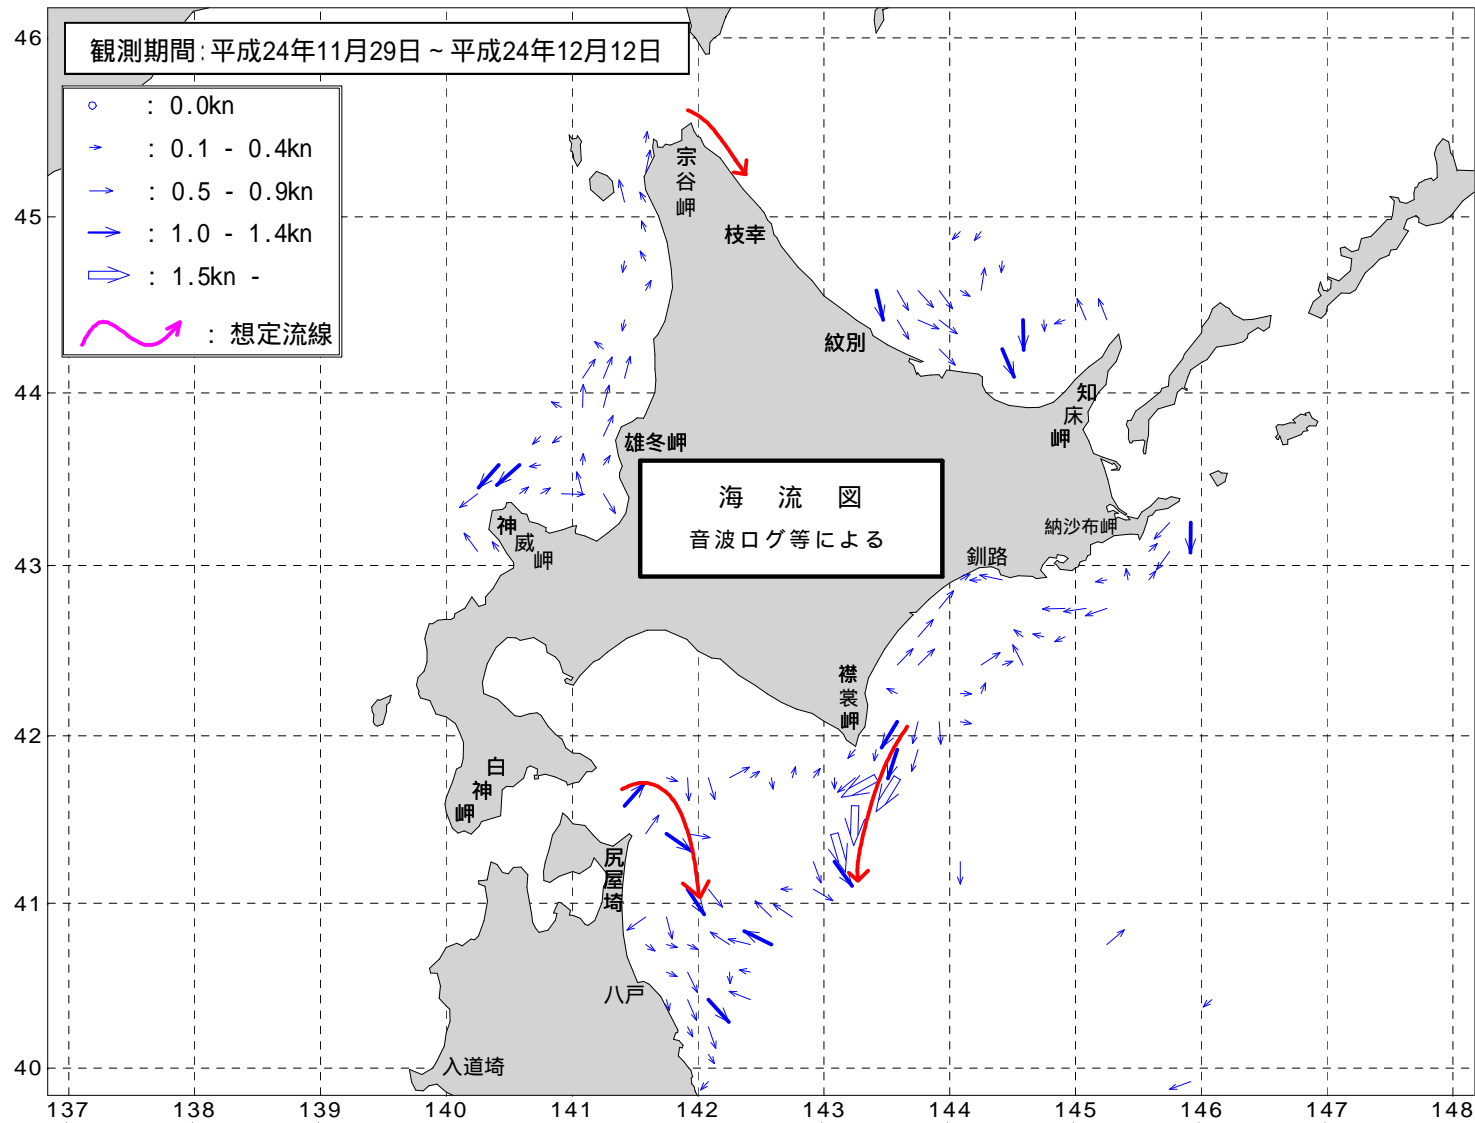 観測期間:平成24年11月29日～平成24年12月12日
: 0.0kn
: 0.1 - 0.4kn
: 0.5 - 0.9kn
: 1.0 - 1.4kn
: 1.5kn -
: 想定流線
46
45
44
43
42
41
40
宗谷岬
枝幸
紋別
知床岬
雄冬岬
海 流 図
音波ログ等による
神威岬
納沙布岬
釧路
襟裳岬
白神岬
尻屋埼
八戸
入道埼
137 138 139 140 141 142 143 144 145 146 147 148